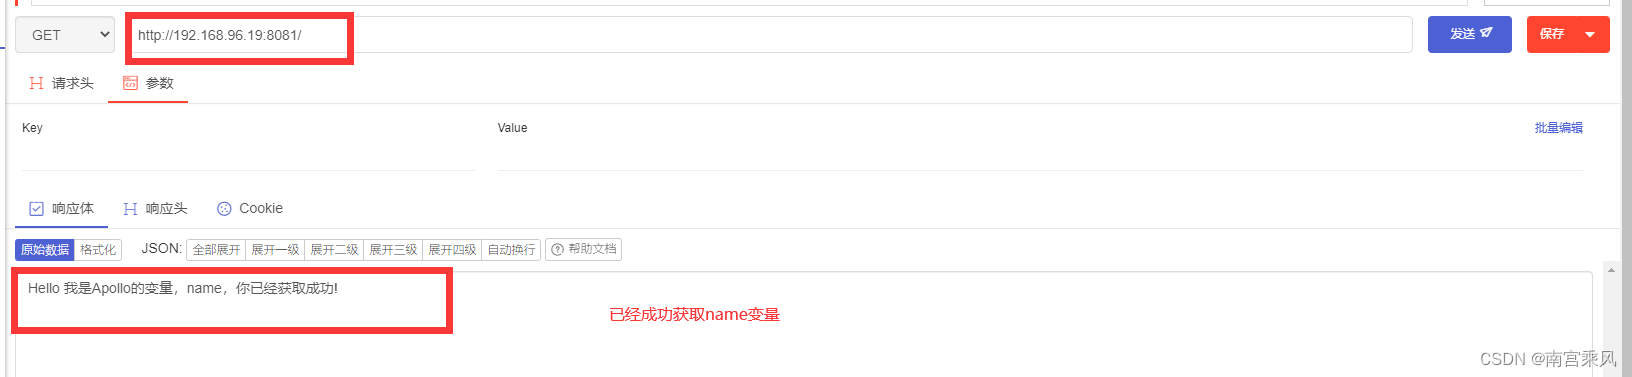 GET
http://192.168.96.19:8081/
发送
保存
请求头
参数
Key
Value
批量编辑
响应体
响应头
Cookie
原始数据
格式化
JSON:
全部展开
展开一级
展开二级
展开三级
展开四级
自动换行
帮助文档
Hello 我是Apollo的变量，name，你已经获取成功!
已经成功获取name变量
CSDN @南宫乘风